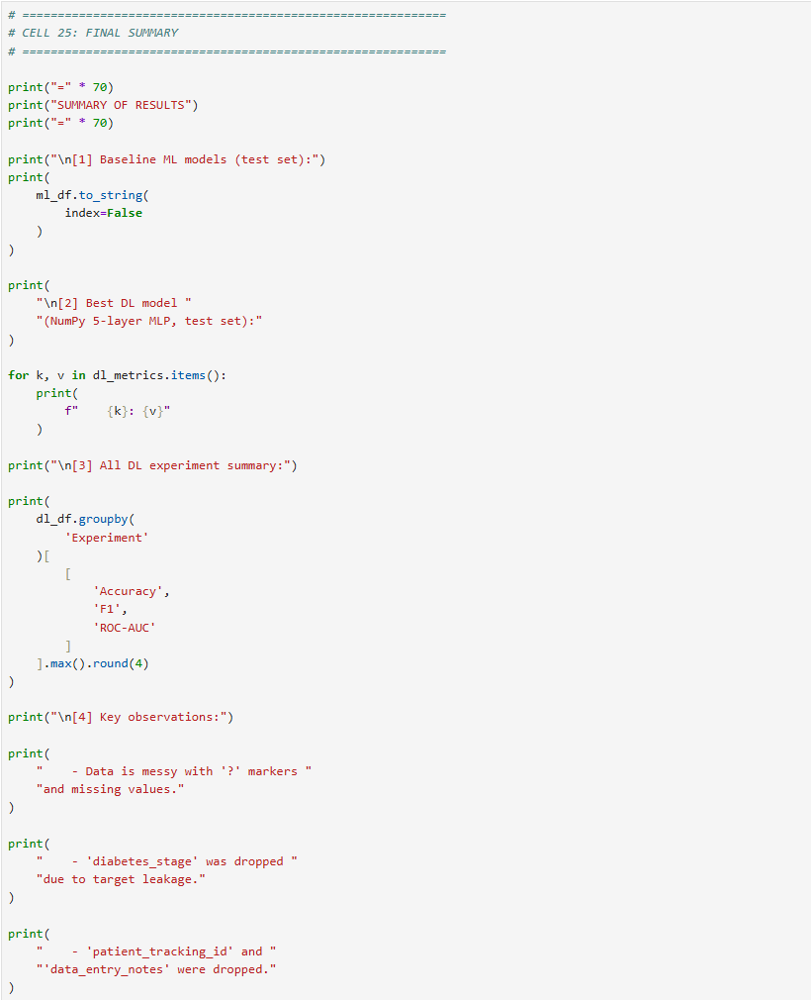 # ============================================================
# CELL 25: FINAL SUMMARY
# ============================================================

print("=" * 70)
print("SUMMARY OF RESULTS")
print("=" * 70)

print("\n[1] Baseline ML models (test set):")
print(
    ml_df.to_string(
        index=False
    )
)

print(
    "\n[2] Best DL model "
    "(NumPy 5-layer MLP, test set):"
)

for k, v in dl_metrics.items():
    print(
        f"    {k}: {v}"
    )

print("\n[3] All DL experiment summary:")

print(
    dl_df.groupby(
        'Experiment'
    )[
        [
            'Accuracy',
            'F1',
            'ROC-AUC'
        ]
    ].max().round(4)
)

print("\n[4] Key observations:")

print(
    "    - Data is messy with '?' markers "
    "and missing values."
)

print(
    "    - 'diabetes_stage' was dropped "
    "due to target leakage."
)

print(
    "    - 'patient_tracking_id' and "
    "'data_entry_notes' were dropped."
)